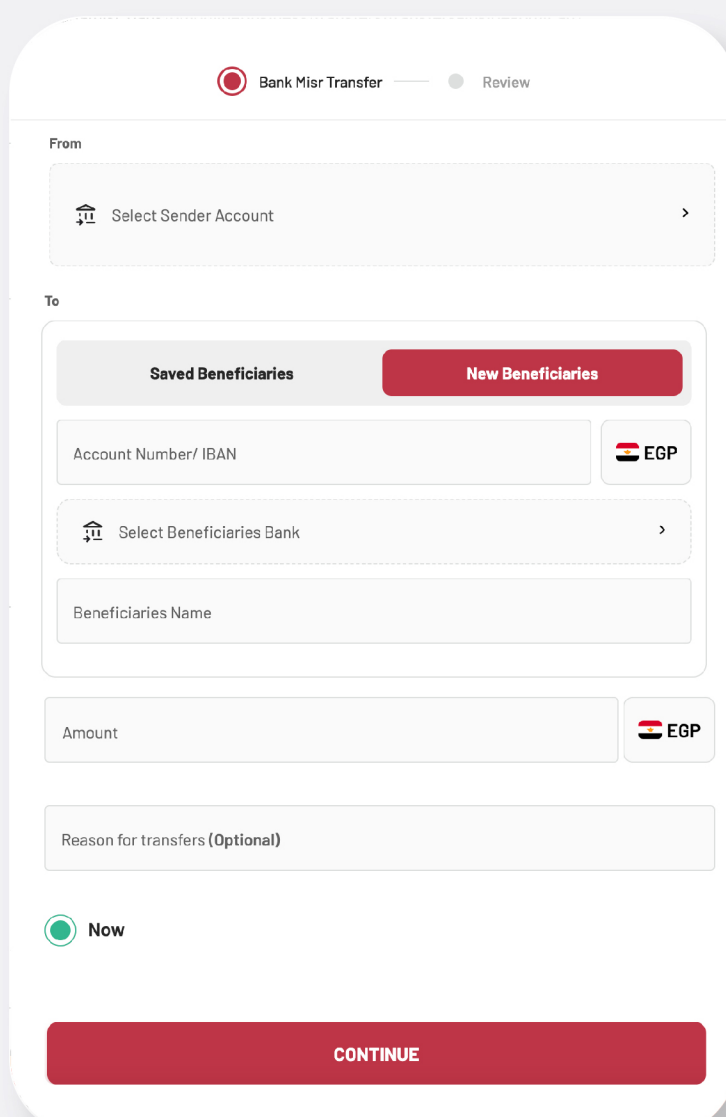 Bank Misr Transfer
Review
From
Select Sender Account
To
Saved Beneficiaries
New Beneficiaries
Account Number/ IBAN
EGP
Select Beneficiaries Bank
Beneficiaries Name
Amount
EGP
Reason for transfers (Optional)
Now
CONTINUE